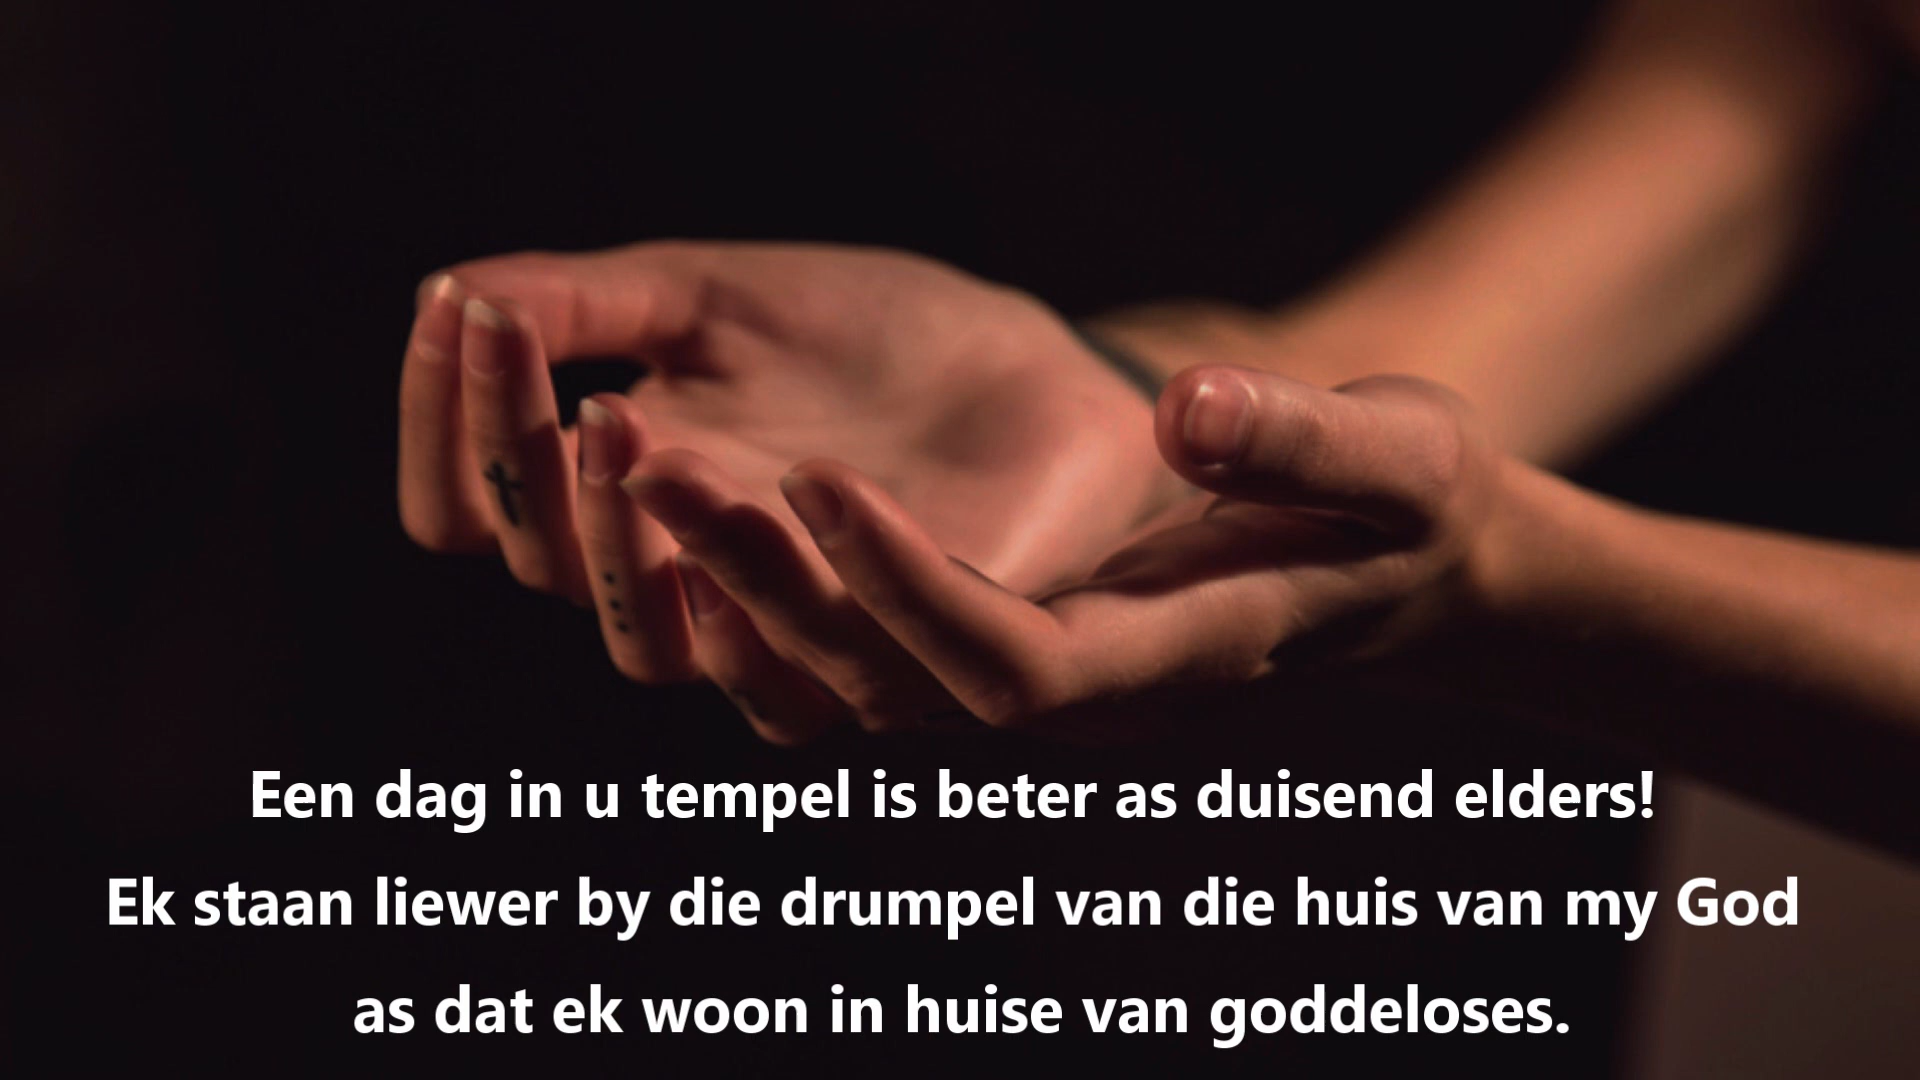 Een dag in u tempel is beter as duisend elders!
Ek staan liewer by die drumpel van die huis van my God
as dat ek woon in huise van goddeloses.